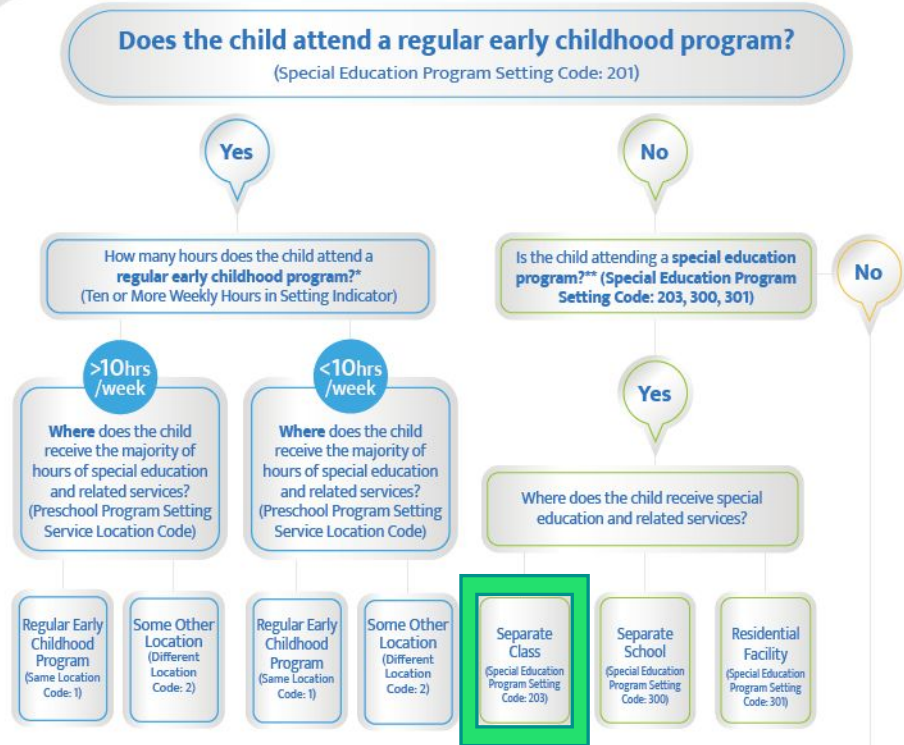 Does the child attend a regular early childhood program?
(Special Education Program Setting Code: 201)
Yes
No
How many hours does the child attend a
regular early childhood program?*
(Ten or More Weekly Hours in Setting Indicator)
Is the child attending a special education
program?** (Special Education Program
Setting Code: 203, 300, 301)
No
>10hrs
/week
Where does the child
receive the majority of
hours of special education
and related services?
(Preschool Program Setting
Service Location Code)
<10hrs
/week
Where does the child
receive the majority of
hours of special education
and related services?
(Preschool Program Setting
Service Location Code)
Yes
Where does the child receive special
education and related services?
Regular Early
Childhood
Program
(Same Location
Code: 1)
Some Other
Location
(Different
Location
Code: 2)
Regular Early
Childhood
Program
(Same Location
Code: 1)
Some Other
Location
(Different
Location
Code: 2)
Separate
Class
(Special Education
Program Setting
Code: 203)
Separate
School
(Special Education
Program Setting
Code: 300)
Residential
Facility
(Special Education
Program Setting
Code: 301)